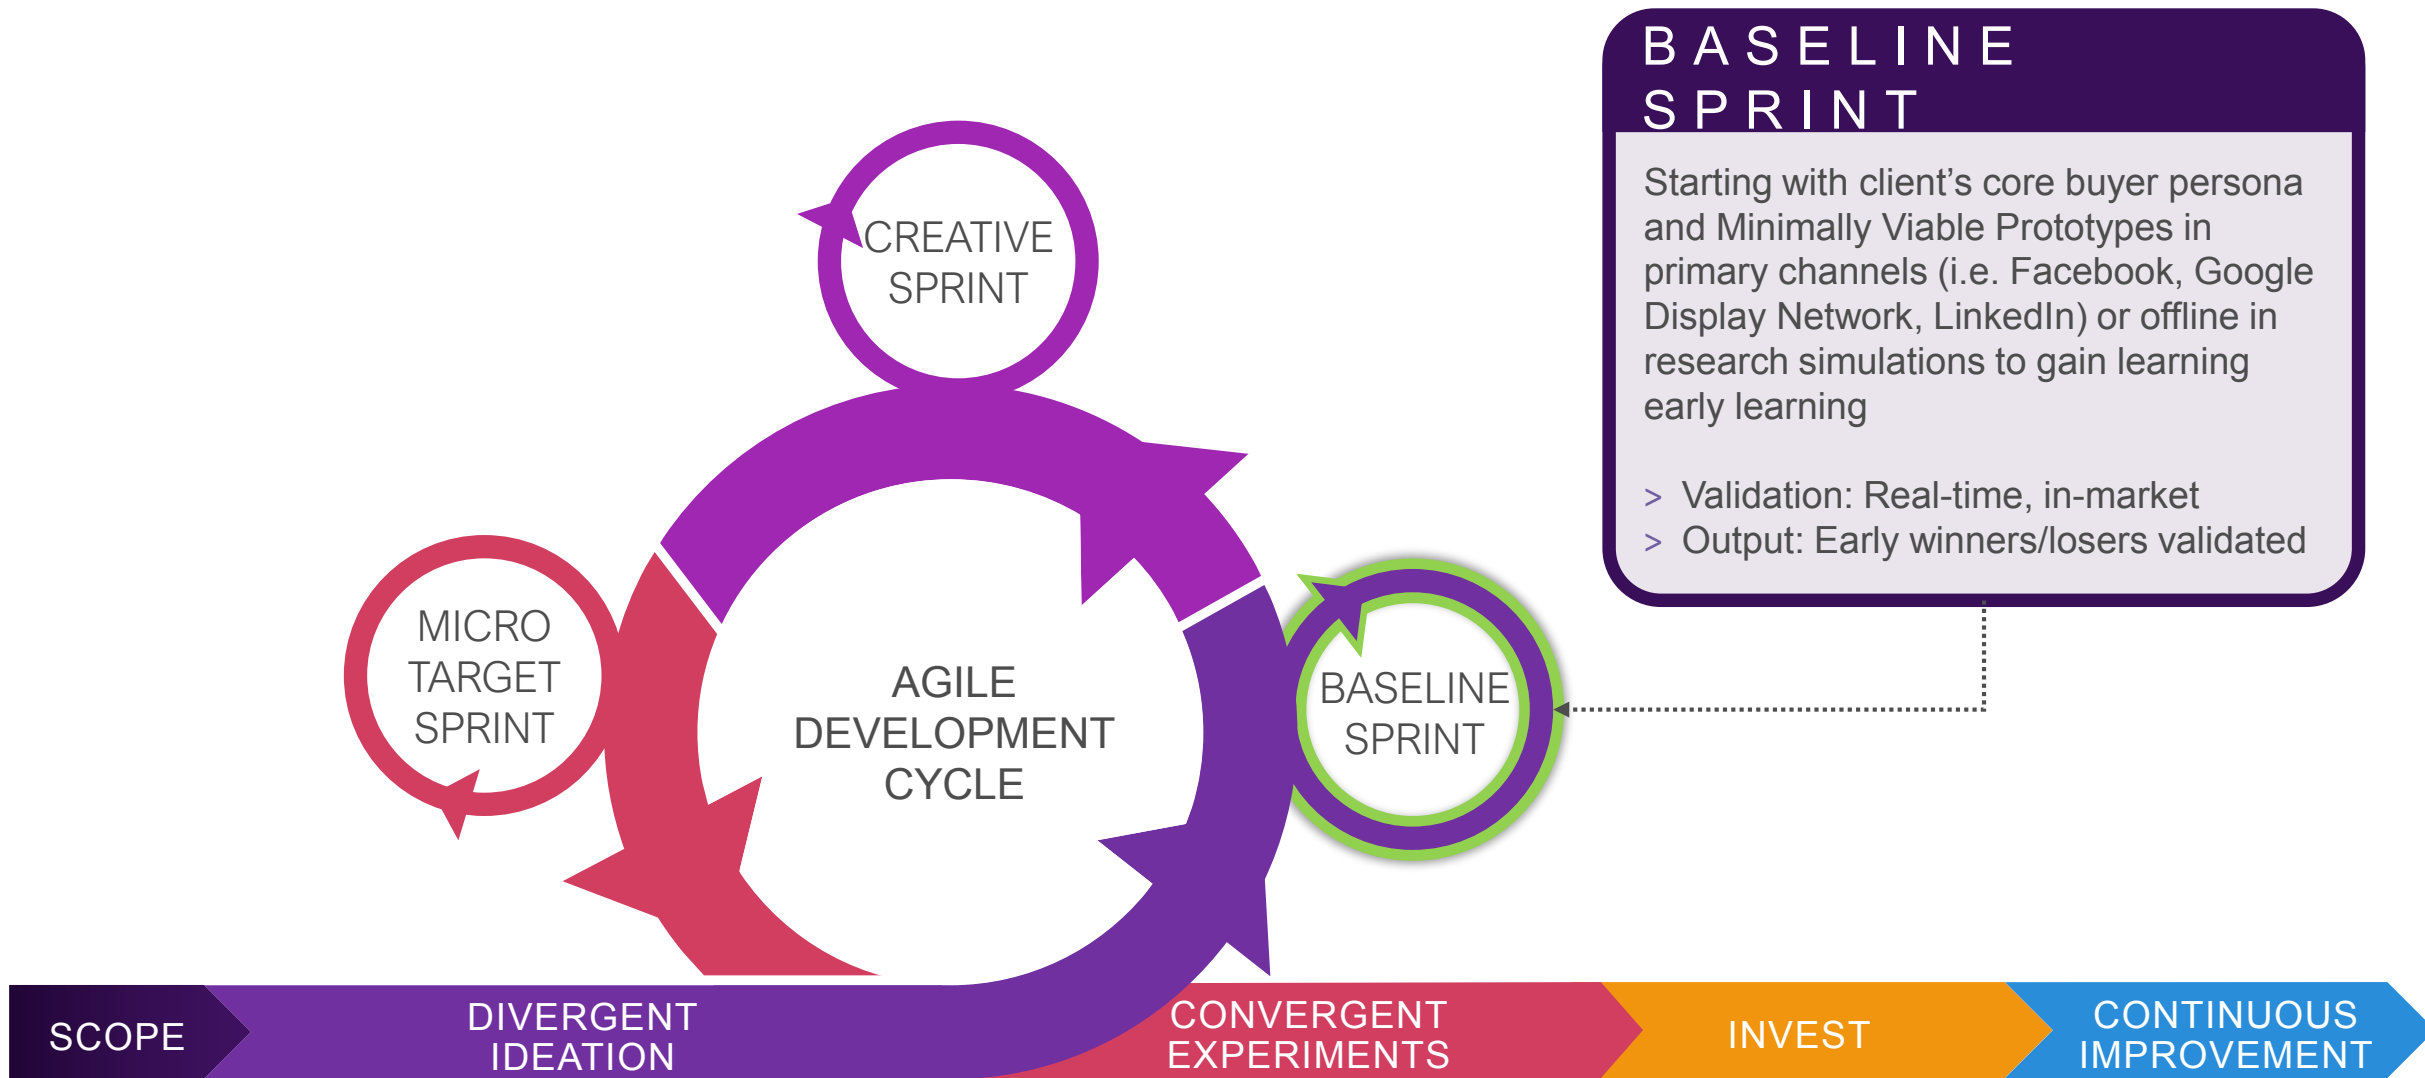 BASELINE
SPRINT
Starting with client’s core buyer persona
and Minimally Viable Prototypes in
primary channels (i.e. Facebook, Google
Display Network, LinkedIn) or offline in
research simulations to gain learning
early learning
> Validation: Real-time, in-market
> Output: Early winners/losers validated
CREATIVE
SPRINT
MICRO
TARGET
SPRINT
AGILE
DEVELOPMENT
CYCLE
BASELINE
SPRINT
SCOPE
DIVERGENT
IDEATION
CONVERGENT
EXPERIMENTS
INVEST
CONTINUOUS
IMPROVEMENT